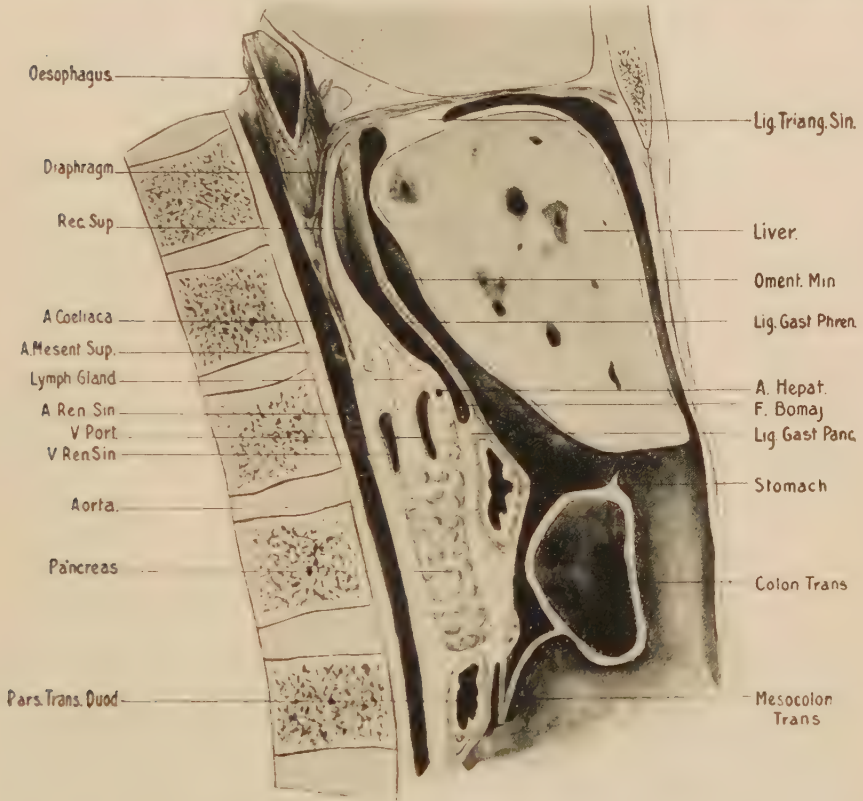 Oesophagus
Diaphragm
Rec. Sup
A Coeliaca
A. Mesent Sup.
Lymph Gland
A Ren Sin
V Port.
V Ren Sin
Aorta.
Pancreas
Pars. Trans. Duod
Lig. Triang. Sin.
Liver.
Oment. Min
Lig. Gast Phren.
A. Hepat.
F. Bomaj
Lig. Gast Panc
Stomach
Colon Trans
Mesocolon
Trans